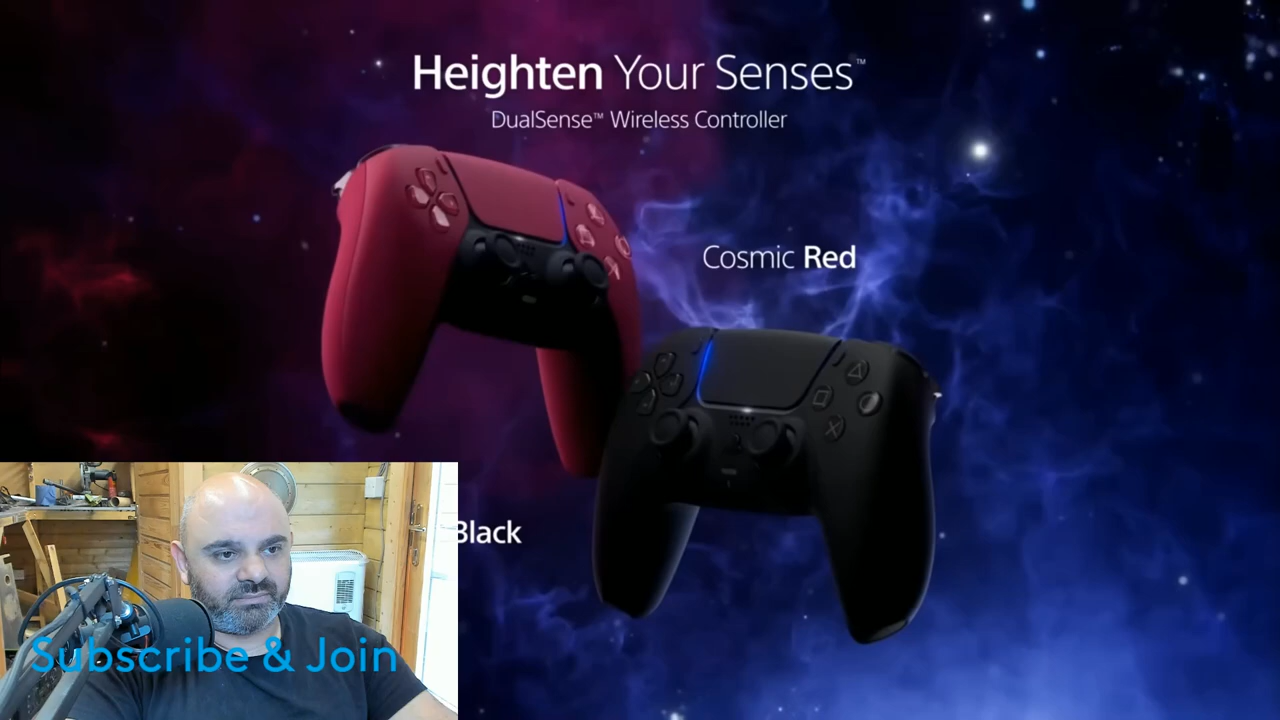 Heighten Your Senses™
DualSense™ Wireless Controller
Cosmic Red
Black
Subscribe & Join